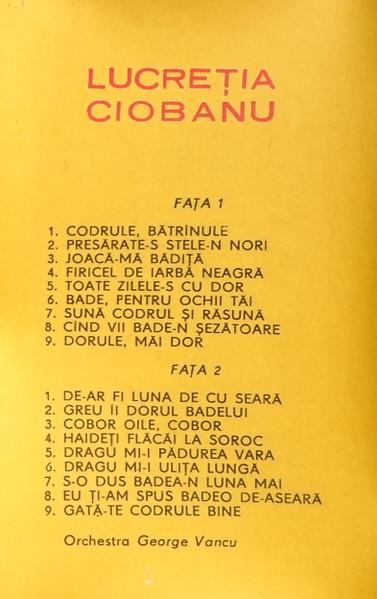 LUCREȚIA
CIOBANU
FAȚA 1
1. CODRULE, BĂTRÎNULE
2. PRESĂRATE-S STELE-N NORI
3. JOACĂ-MĂ BĂDIȚĂ
4. FIRICEL DE IARBĂ NEAGRĂ
5. TOATE ZILELE-S CU DOR
6. BADE, PENTRU OCHII TĂI
7. SUNĂ CODRUL ȘI RĂSUNĂ
8. CÎND VII BADE-N ȘEZĂTOARE
9. DORULE, MĂI DOR
FAȚA 2
1. DE-AR FI LUNA DE CU SEARĂ
2. GREU ÎI DORUL BADELUI
3. COBOR OILE, COBOR
4. HAIDEȚI FLĂCĂI LA SOROC
5. DRAGU MI-I PĂDUREA VARA
6. DRAGU MI-I ULIȚA LUNGĂ
7. S-O DUS BADEA-N LUNA MAI
8. EU ȚI-AM SPUS BADEO DE-ASEARĂ
9. GATĂ-TE CODRULE BINE
Orchestra George Vancu